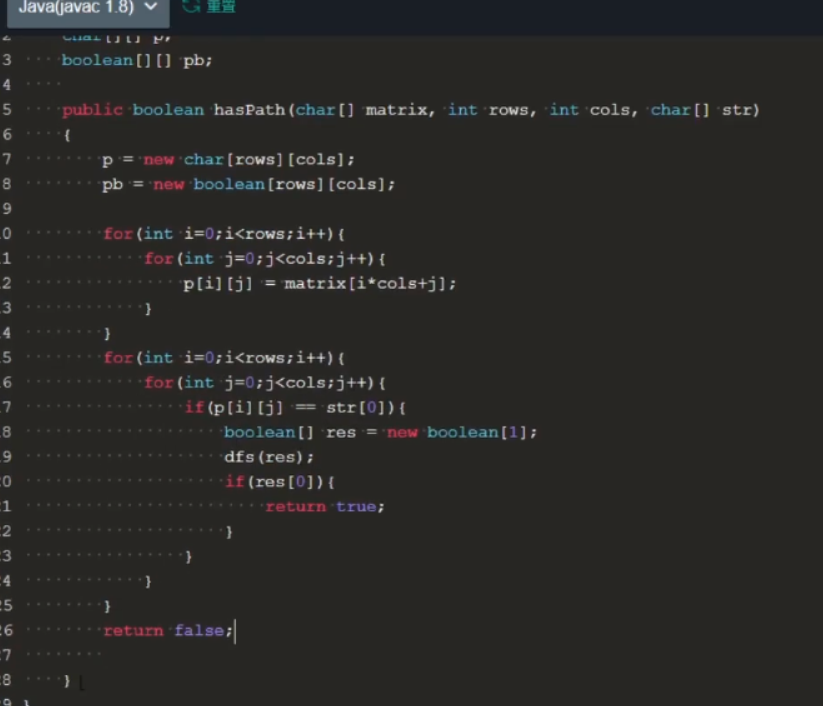 Java(javac 1.8) 重置
2 char[][] p;
3 boolean[][] pb;
4
5 public boolean hasPath(char[] matrix, int rows, int cols, char[] str)
6 {
7 p = new char[rows][cols];
8 pb = new boolean[rows][cols];
9
0 for(int i=0;i<rows;i++){
1 for(int j=0;j<cols;j++){
2 p[i][j] = matrix[i*cols+j];
3 }
4 }
5 for(int i=0;i<rows;i++){
6 for(int j=0;j<cols;j++){
7 if(p[i][j] == str[0]){
8 boolean[] res = new boolean[1];
9 dfs(res);
0 if(res[0]){
1 return true;
2 }
3 }
4 }
5 }
26 return false;
7
8 }
9 }